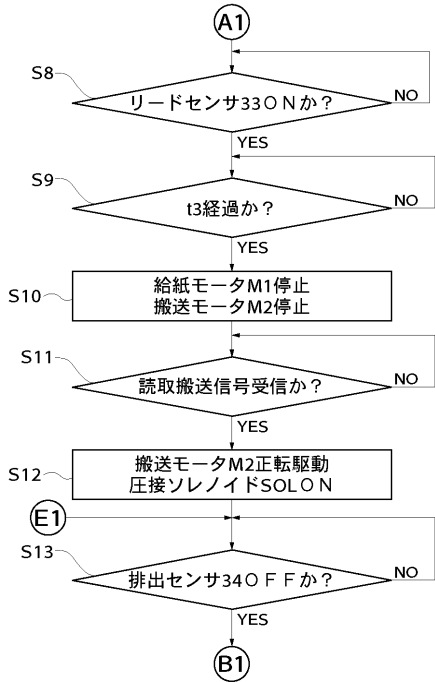 A1
S8
リードセンサ33ONか？
NO
YES
S9
t3経過か？
NO
YES
S10
給紙モータM1停止
搬送モータM2停止
S11
読取搬送信号受信か？
NO
YES
S12
搬送モータM2正転駆動
圧接ソレノイドSOLON
E1
S13
排出センサ34OFFか？
NO
YES
B1